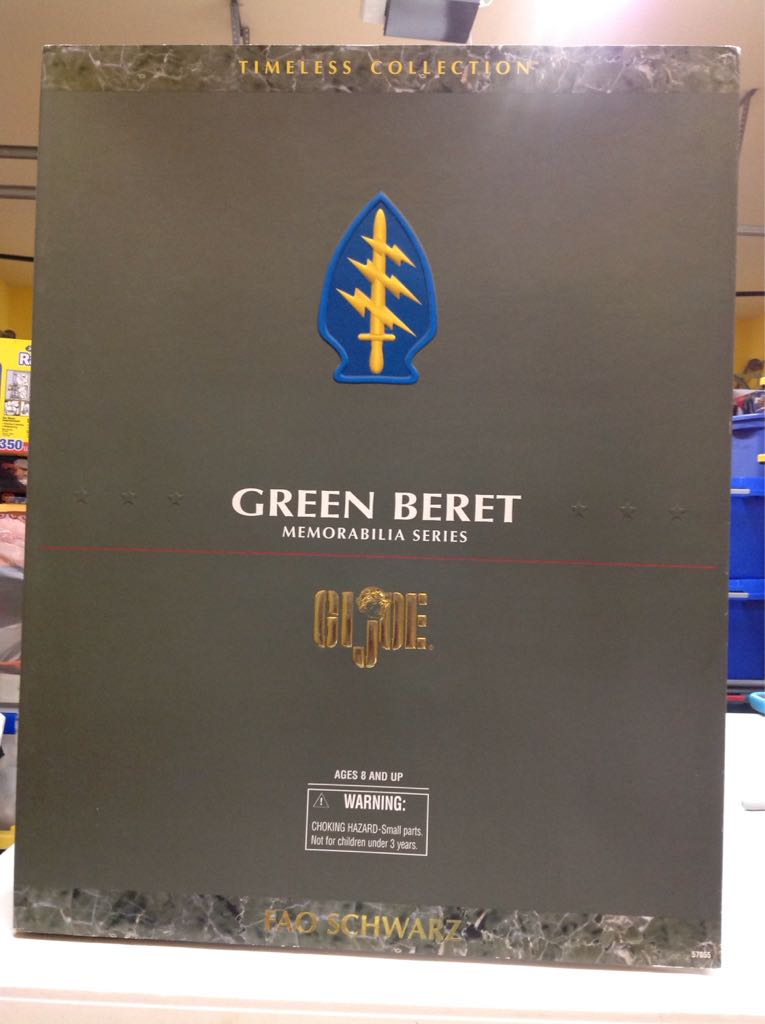 TIMELESS COLLECTION
GREEN BERET
MEMORABILIA SERIES
GI JOE
AGES 8 AND UP
WARNING:
CHOKING HAZARD-Small parts.
Not for children under 3 years.
FAO SCHWARZ
350